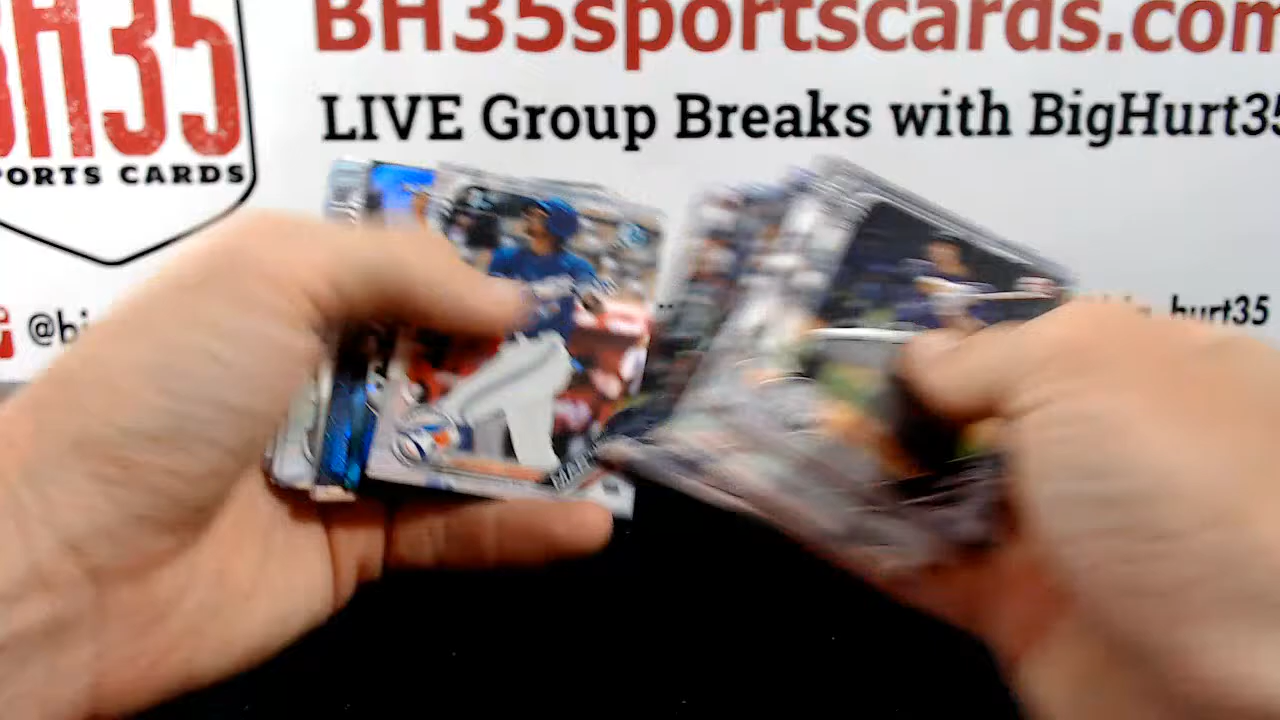 BH35sportscards.com
LIVE Group Breaks with BigHurt35
BH35
PORTS CARDS
@bi
hurt35